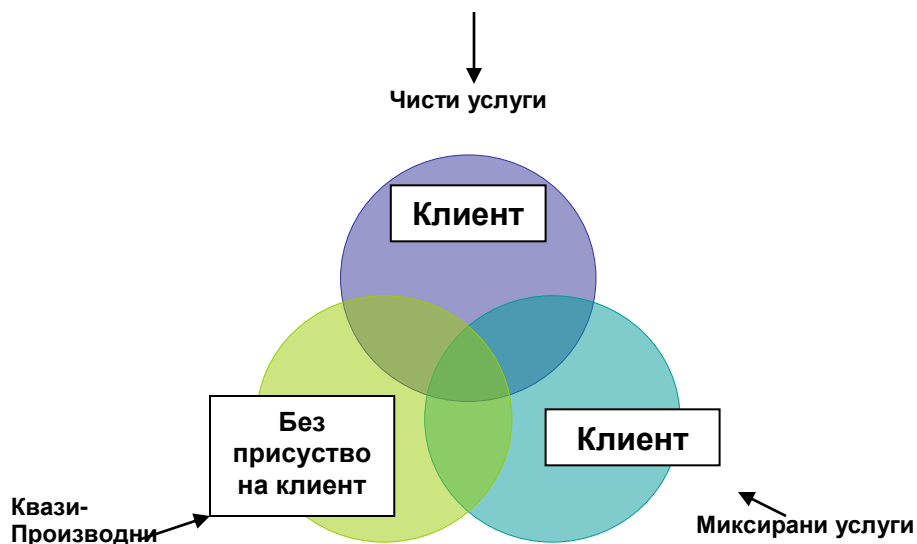 Чисти услуги
Клиент
Без
присуство
на клиент
Клиент
Квази-
Производни
Миксирани услуги